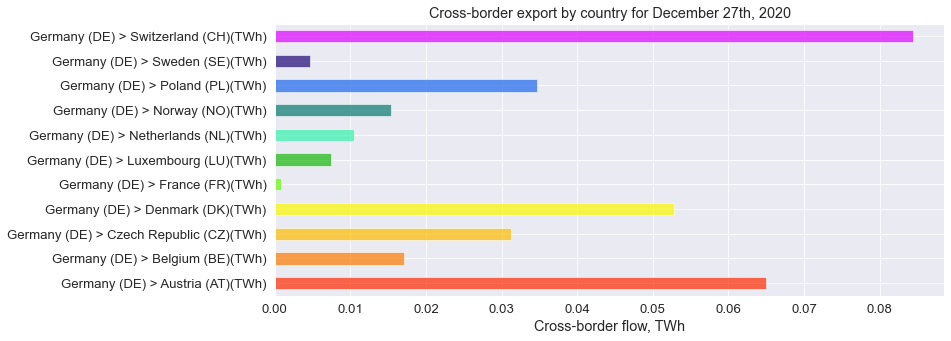 Cross-border export by country for December 27th, 2020
Germany (DE) > Switzerland (CH)(TWh)
Germany (DE) > Sweden (SE)(TWh)
Germany (DE) > Poland (PL)(TWh)
Germany (DE) > Norway (NO)(TWh)
Germany (DE) > Netherlands (NL)(TWh)
Germany (DE) > Luxembourg (LU)(TWh)
Germany (DE) > France (FR)(TWh)
Germany (DE) > Denmark (DK)(TWh)
Germany (DE) > Czech Republic (CZ)(TWh)
Germany (DE) > Belgium (BE)(TWh)
Germany (DE) > Austria (AT)(TWh)
0.00 0.01 0.02 0.03 0.04 0.05 0.06 0.07 0.08
Cross-border flow, TWh